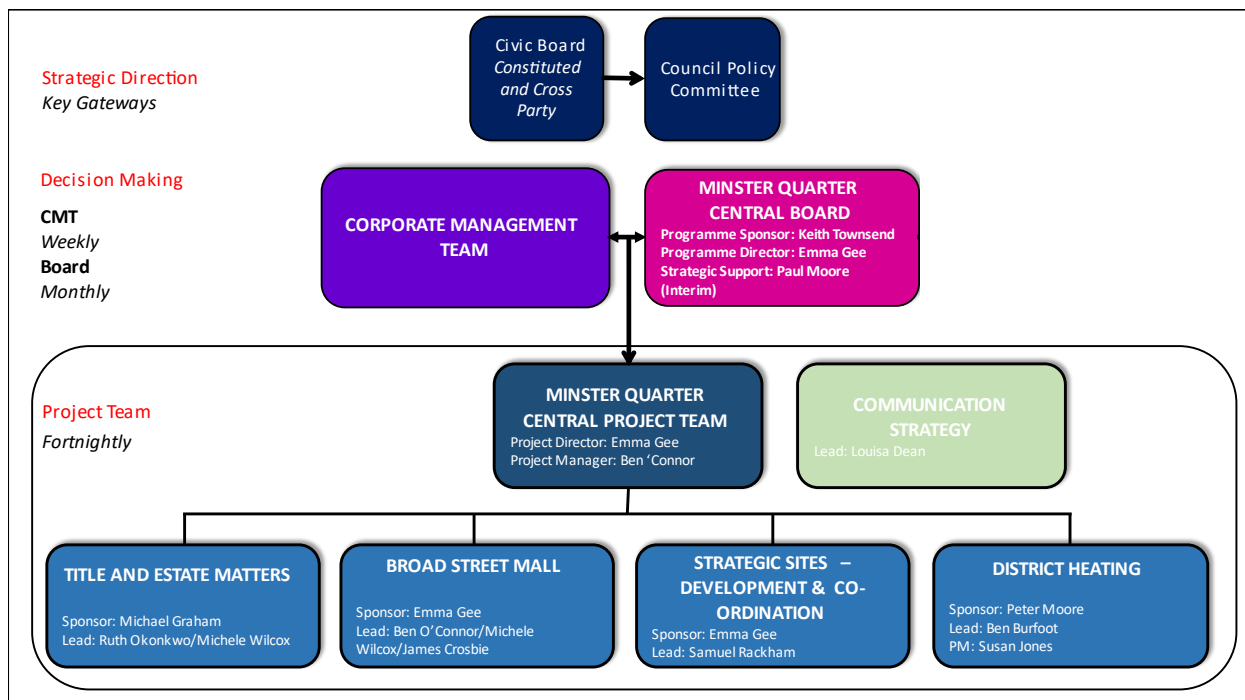 Civic Board
Constituted
and Cross
Party
Council Policy
Committee
Strategic Direction
Key Gateways
Decision Making
CMT
Weekly
Board
Monthly
CORPORATE MANAGEMENT
TEAM
MINSTER QUARTER
CENTRAL BOARD
Programme Sponsor: Keith Townsend
Programme Director: Emma Gee
Strategic Support: Paul Moore
(Interim)
Project Team
Fortnightly
MINSTER QUARTER
CENTRAL PROJECT TEAM
Project Director: Emma Gee
Project Manager: Ben ‘Connor
COMMUNICATION
STRATEGY
Lead: Louisa Dean
TITLE AND ESTATE MATTERS
Sponsor: Michael Graham
Lead: Ruth Okonkwo/Michele Wilcox
BROAD STREET MALL
Sponsor: Emma Gee
Lead: Ben O’Connor/Michele
Wilcox/James Crosbie
STRATEGIC SITES –
DEVELOPMENT & CO-
ORDINATION
Sponsor: Emma Gee
Lead: Samuel Rackham
DISTRICT HEATING
Sponsor: Peter Moore
Lead: Ben Burfoot
PM: Susan Jones